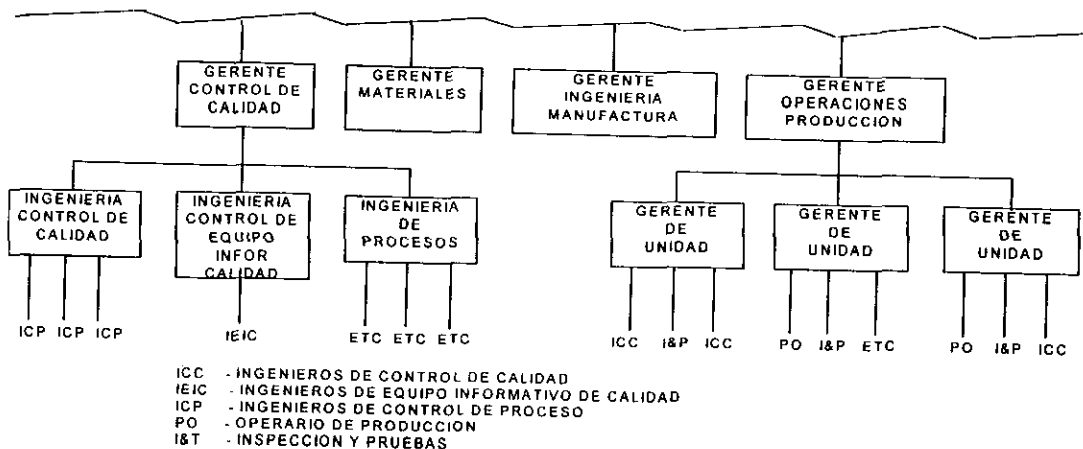 GERENTE
CONTROL DE
CALIDAD
GERENTE
MATERIALES
GERENTE
INGENIERIA
MANUFACTURA
GERENTE
OPERACIONES
PRODUCCION
INGENIERIA
CONTROL DE
CALIDAD
INGENIERIA
CONTROL DE
EQUIPO
INFOR
CALIDAD
INGENIERIA
DE
PROCESOS
GERENTE
DE
UNIDAD
GERENTE
DE
UNIDAD
GERENTE
DE
UNIDAD
ICP ICP ICP
IEIC
ETC ETC ETC
ICC I&P ICC
PO I&P ETC
PO I&P ICC
ICC - INGENIEROS DE CONTROL DE CALIDAD
IEIC - INGENIEROS DE EQUIPO INFORMATIVO DE CALIDAD
ICP - INGENIEROS DE CONTROL DE PROCESO
PO - OPERARIO DE PRODUCCION
I&T - INSPECCION Y PRUEBAS